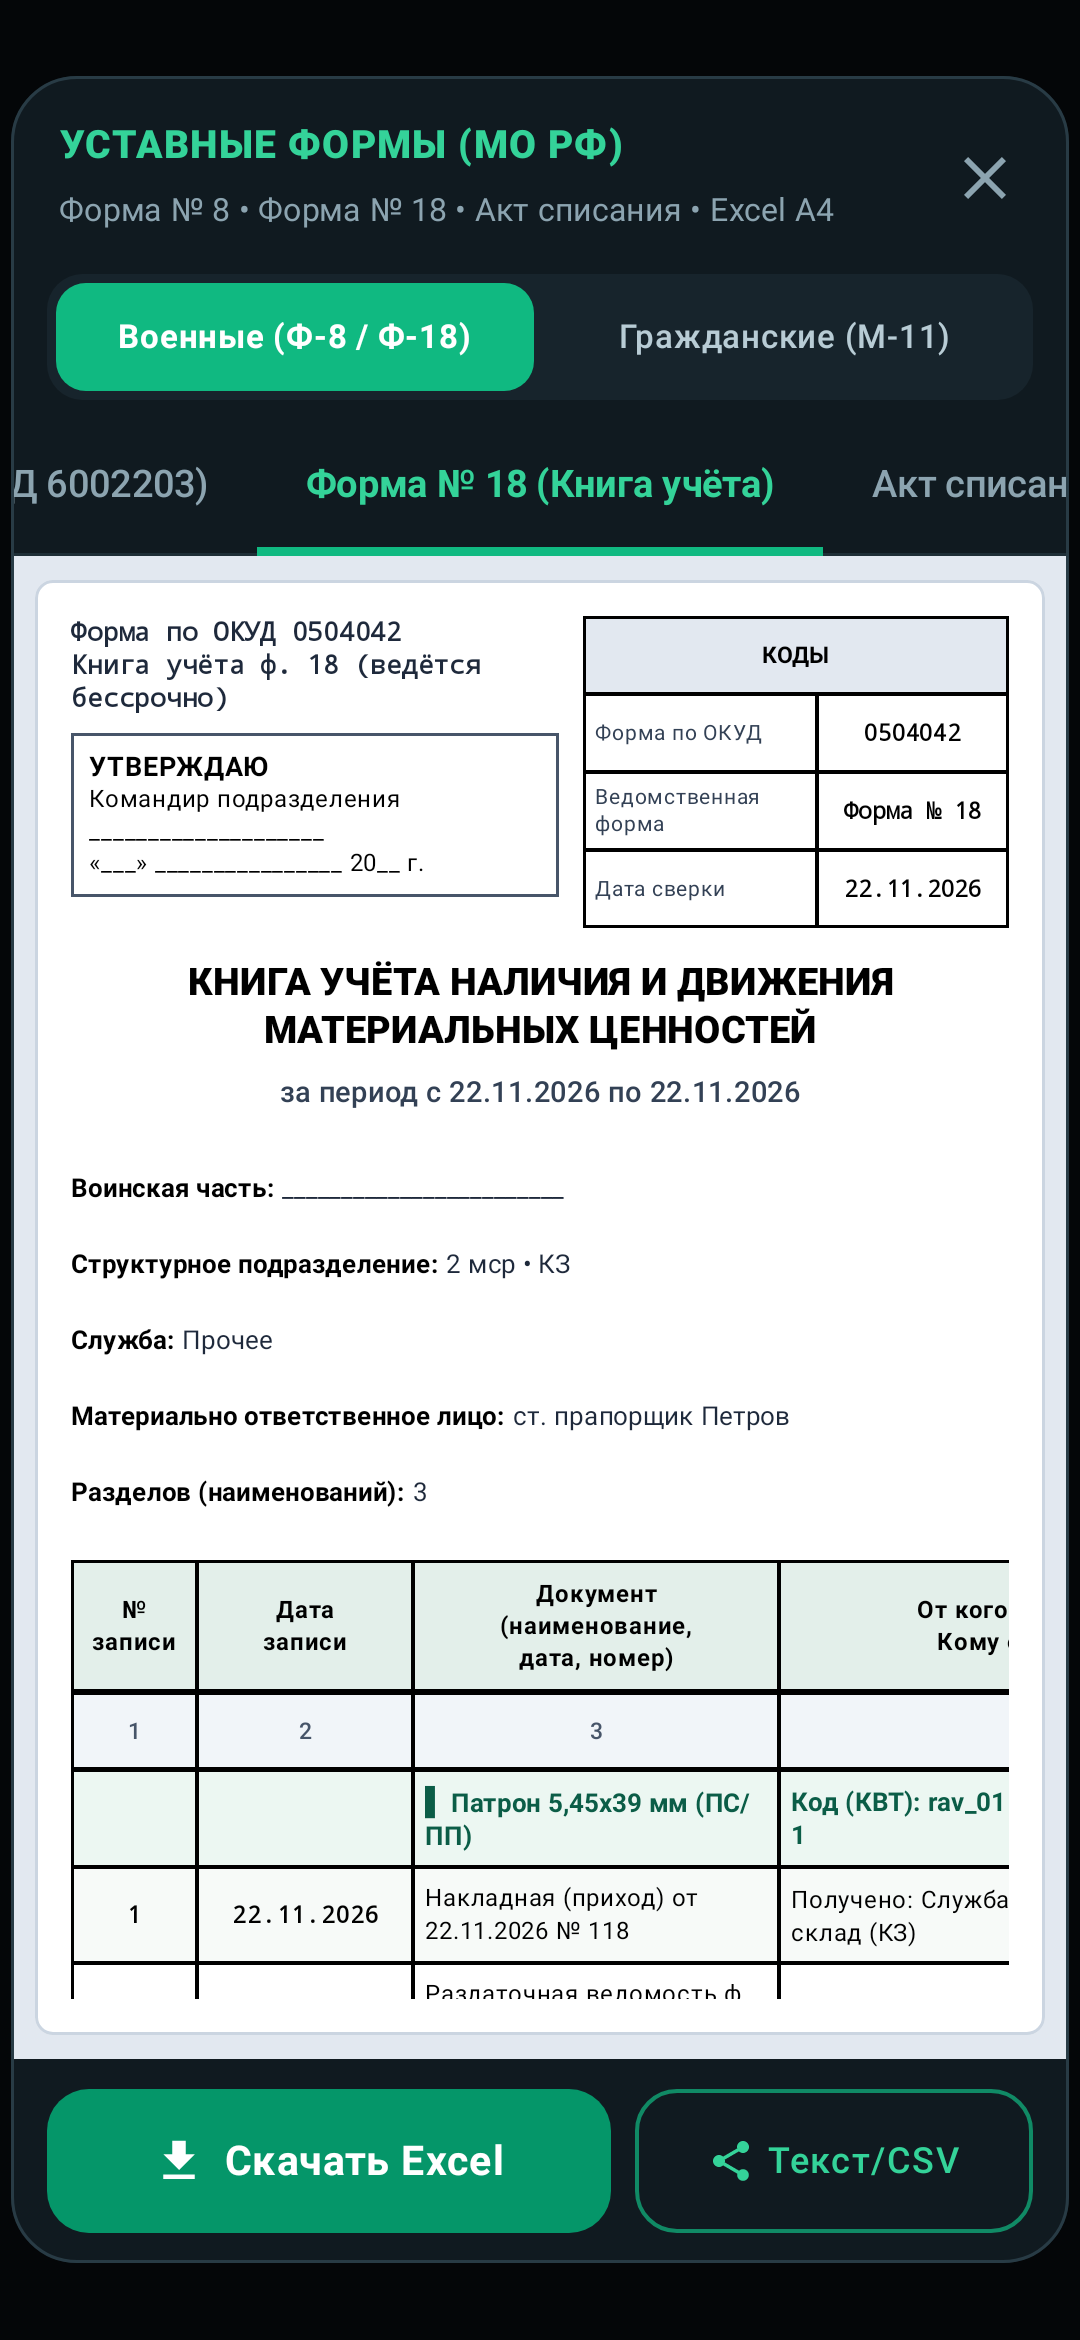 УСТАВНЫЕ ФОРМЫ (МО РФ)
Форма № 8 • Форма № 18 • Акт списания • Excel A4
Военные (Ф-8 / Ф-18)
Гражданские (М-11)
Д 6002203)
Форма № 18 (Книга учёта)
Акт списан
Форма по ОКУД 0504042
Книга учёта ф. 18 (ведётся
бессрочно)
УТВЕРЖДАЮ
Командир подразделения
____________________
«___» ________________ 20__ г.
КОДЫ
Форма по ОКУД
0504042
Ведомственная
форма
Форма № 18
Дата сверки
22.11.2026
КНИГА УЧЁТА НАЛИЧИЯ И ДВИЖЕНИЯ
МАТЕРИАЛЬНЫХ ЦЕННОСТЕЙ
за период с 22.11.2026 по 22.11.2026
Воинская часть: ______________________
Структурное подразделение: 2 мср • КЗ
Служба: Прочее
Материально ответственное лицо: ст. прапорщик Петров
Разделов (наименований): 3
№
записи
Дата
записи
Документ
(наименование,
дата, номер)
От кого
Кому
1
2
3
▌ Патрон 5,45х39 мм (ПС/
ПП)
Код (КВТ): rav_01
1
1
22.11.2026
Накладная (приход) от
22.11.2026 № 118
Получено: Служба
склад (КЗ)
Раздаточная ведомость ф
Скачать Excel
Текст/CSV